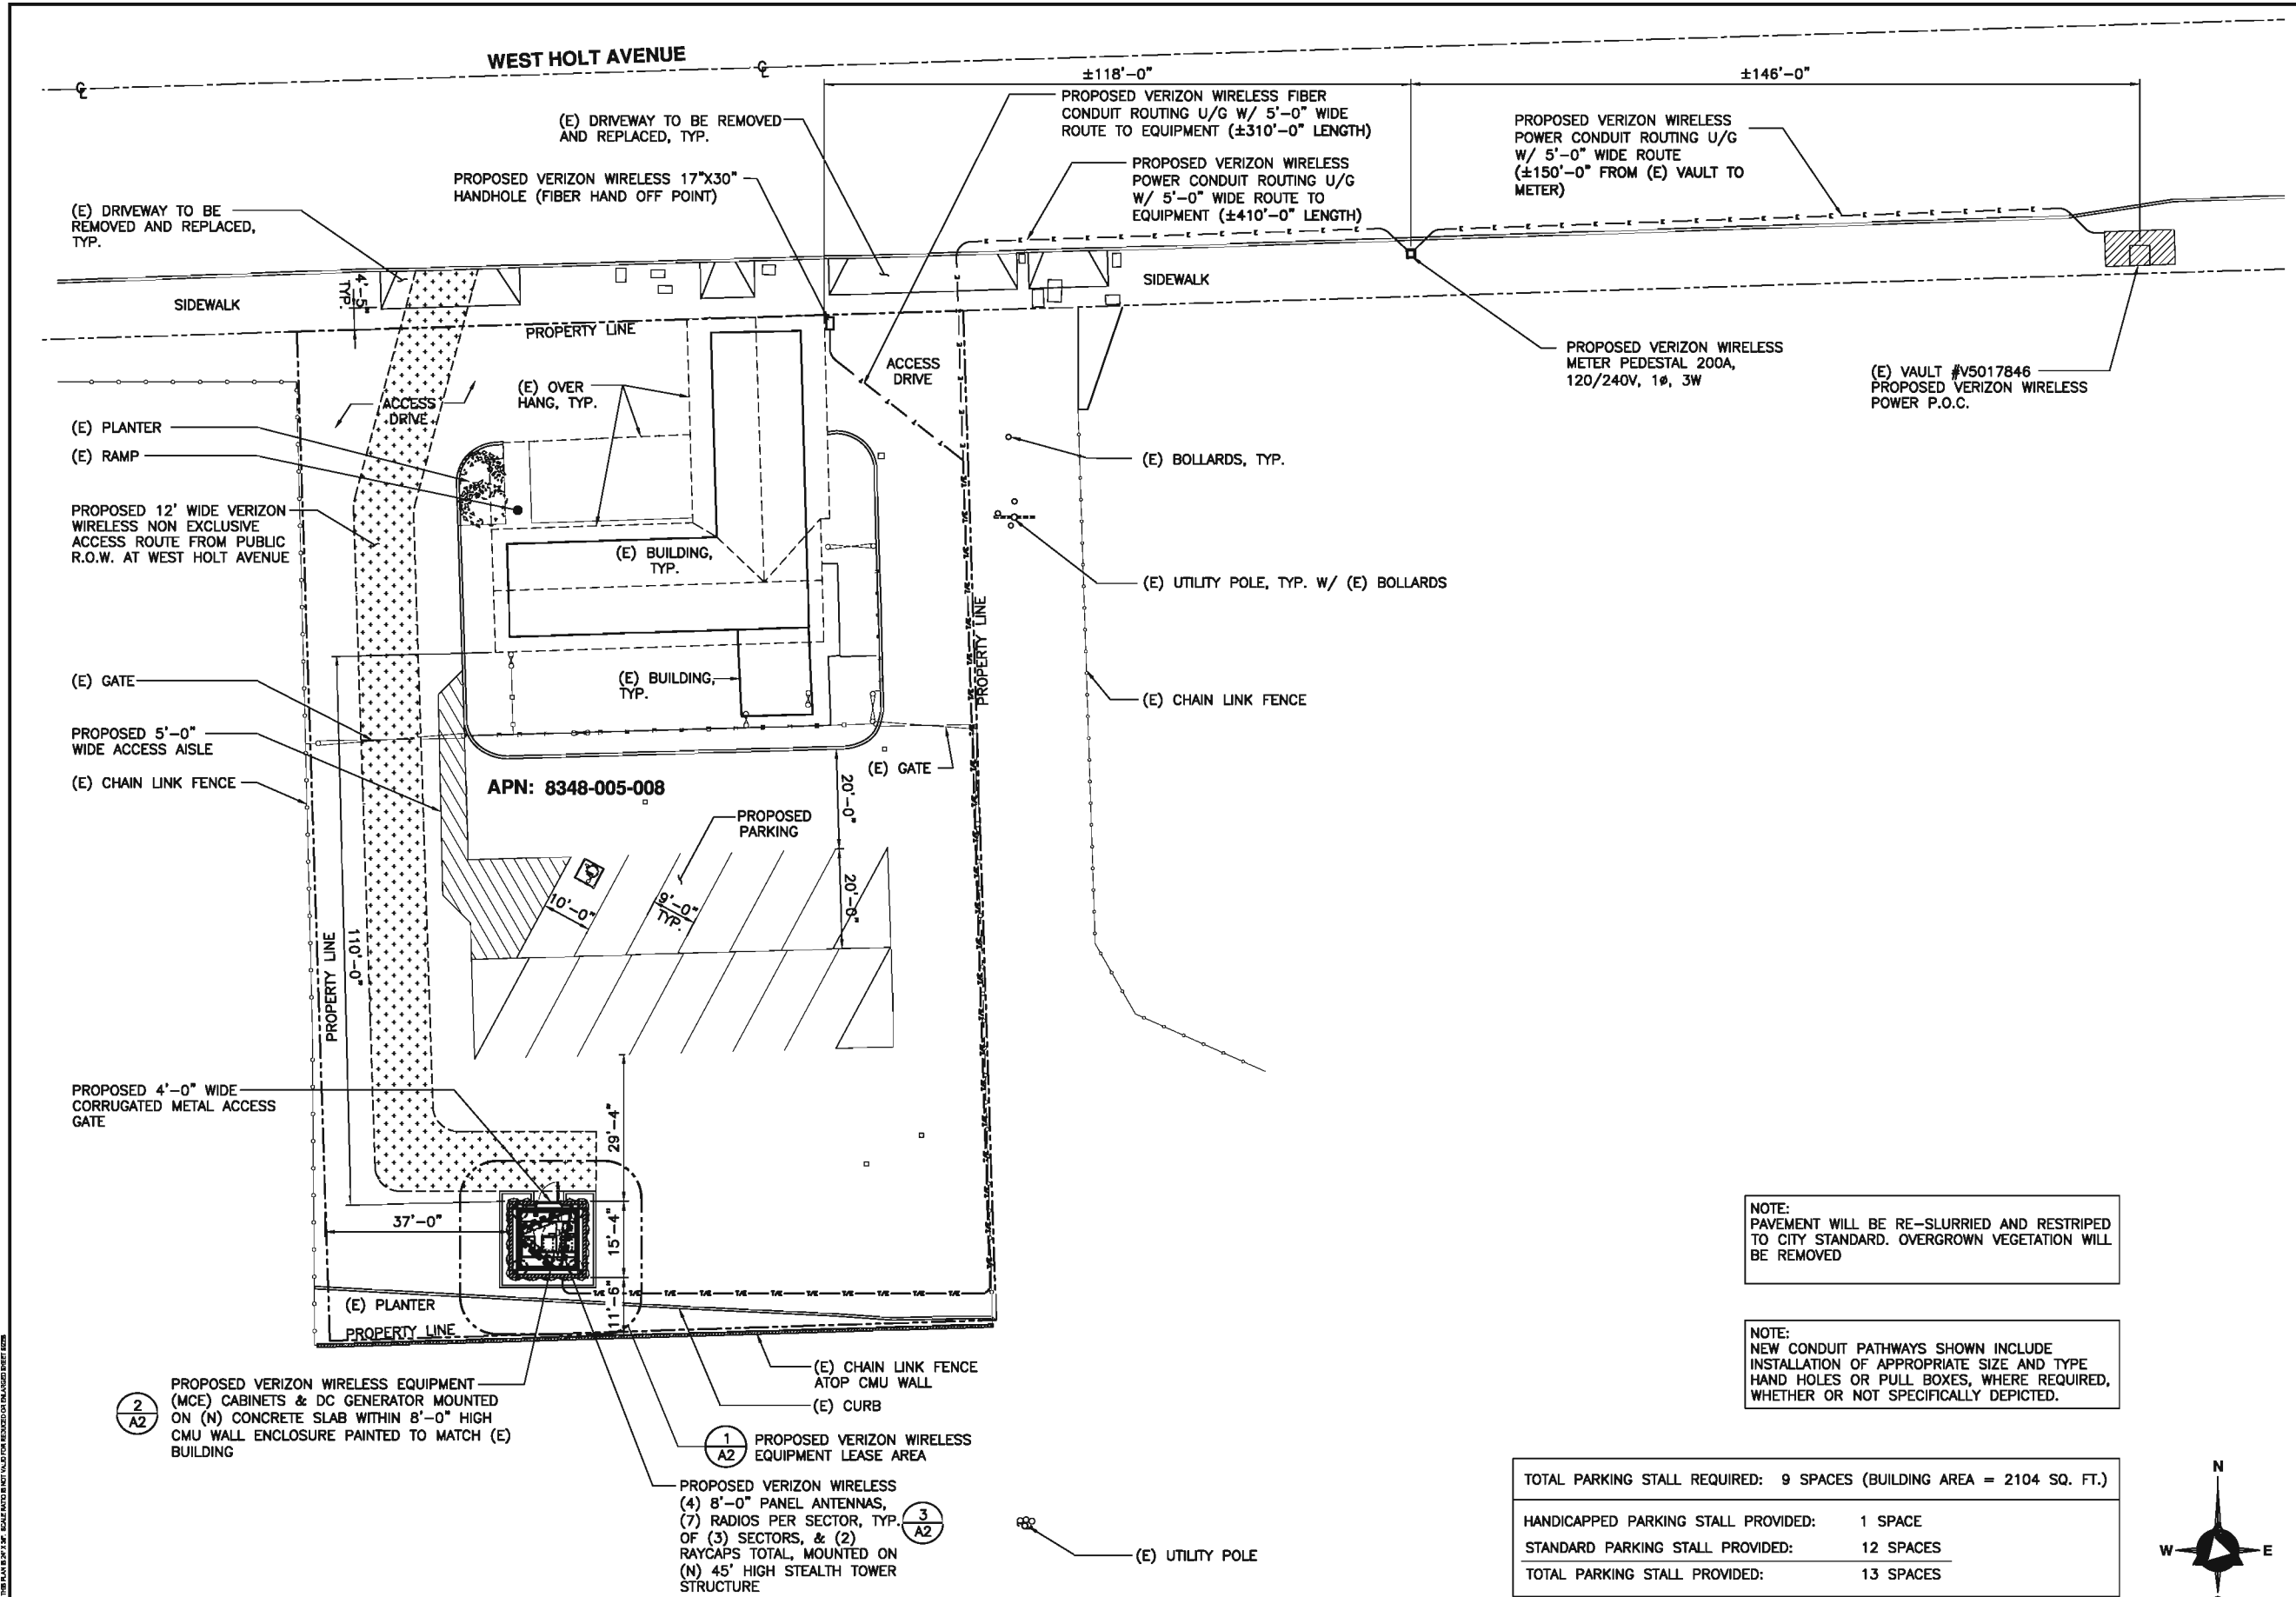 WEST HOLT AVENUE
±118'-0"
±146'-0"
(E) DRIVEWAY TO BE REMOVED
AND REPLACED, TYP.
PROPOSED VERIZON WIRELESS FIBER
CONDUIT ROUTING U/G W/ 5'-0" WIDE
ROUTE TO EQUIPMENT (±310'-0" LENGTH)
PROPOSED VERIZON WIRELESS
POWER CONDUIT ROUTING U/G
W/ 5'-0" WIDE ROUTE
(±150'-0" FROM (E) VAULT TO
METER)
PROPOSED VERIZON WIRELESS 17"X30"
HANDHOLE (FIBER HAND OFF POINT)
PROPOSED VERIZON WIRELESS
POWER CONDUIT ROUTING U/G
W/ 5'-0" WIDE ROUTE TO
EQUIPMENT (±410'-0" LENGTH)
(E) DRIVEWAY TO BE
REMOVED AND REPLACED,
TYP.
4'-5"
TYP.
SIDEWALK
SIDEWALK
PROPERTY LINE
ACCESS
DRIVE
PROPOSED VERIZON WIRELESS
METER PEDESTAL 200A,
120/240V, 1ø, 3W
(E) VAULT #V5017846
PROPOSED VERIZON WIRELESS
POWER P.O.C.
(E) OVER
HANG, TYP.
ACCESS
DRIVE
(E) PLANTER
(E) RAMP
(E) BOLLARDS, TYP.
PROPOSED 12' WIDE VERIZON
WIRELESS NON EXCLUSIVE
ACCESS ROUTE FROM PUBLIC
R.O.W. AT WEST HOLT AVENUE
(E) BUILDING,
TYP.
(E) UTILITY POLE, TYP. W/ (E) BOLLARDS
PROPERTY LINE
(E) GATE
(E) BUILDING,
TYP.
(E) CHAIN LINK FENCE
PROPOSED 5'-0"
WIDE ACCESS AISLE
(E) GATE
(E) CHAIN LINK FENCE
APN: 8348-005-008
20'-0"
PROPOSED
PARKING
10'-0"
9'-0"
TYP.
20'-0"
PROPERTY LINE
110'-0"
PROPOSED 4'-0" WIDE
CORRUGATED METAL ACCESS
GATE
29'-4"
37'-0"
15'-4"
11'-6"
(E) PLANTER
PROPERTY LINE
NOTE:
PAVEMENT WILL BE RE-SLURRIED AND RESTRIPED
TO CITY STANDARD. OVERGROWN VEGETATION WILL
BE REMOVED
NOTE:
NEW CONDUIT PATHWAYS SHOWN INCLUDE
INSTALLATION OF APPROPRIATE SIZE AND TYPE
HAND HOLES OR PULL BOXES, WHERE REQUIRED,
WHETHER OR NOT SPECIFICALLY DEPICTED.
(E) CHAIN LINK FENCE
ATOP CMU WALL
(E) CURB
2
A2
PROPOSED VERIZON WIRELESS EQUIPMENT
(MCE) CABINETS & DC GENERATOR MOUNTED
ON (N) CONCRETE SLAB WITHIN 8'-0" HIGH
CMU WALL ENCLOSURE PAINTED TO MATCH (E)
BUILDING
1
A2
PROPOSED VERIZON WIRELESS
EQUIPMENT LEASE AREA
PROPOSED VERIZON WIRELESS
(4) 8'-0" PANEL ANTENNAS,
(7) RADIOS PER SECTOR, TYP.
OF (3) SECTORS, & (2)
RAYCAPS TOTAL, MOUNTED ON
(N) 45' HIGH STEALTH TOWER
STRUCTURE
3
A2
(E) UTILITY POLE
TOTAL PARKING STALL REQUIRED: 9 SPACES (BUILDING AREA = 2104 SQ. FT.)
HANDICAPPED PARKING STALL PROVIDED: 1 SPACE
STANDARD PARKING STALL PROVIDED: 12 SPACES
TOTAL PARKING STALL PROVIDED: 13 SPACES
N
W
E